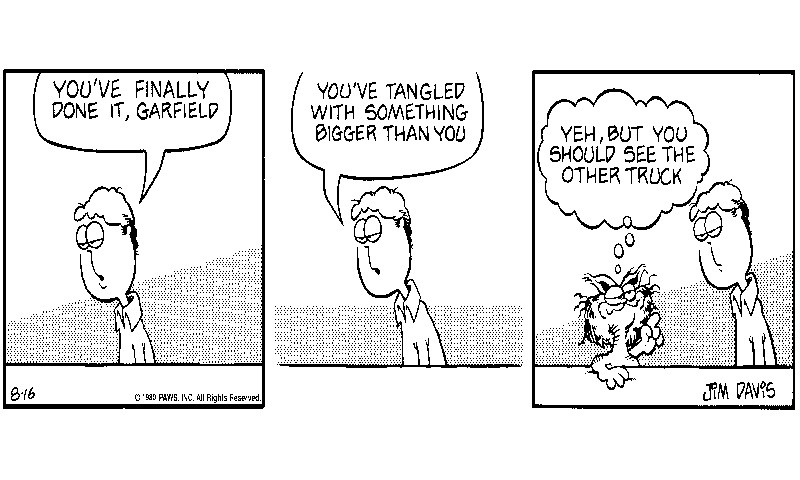 YOU'VE FINALLY
DONE IT, GARFIELD
8-16
© 1980 PAWS, INC. All Rights Reserved.
YOU'VE TANGLED
WITH SOMETHING
BIGGER THAN YOU
YEH, BUT YOU
SHOULD SEE THE
OTHER TRUCK
JIM DAVIS